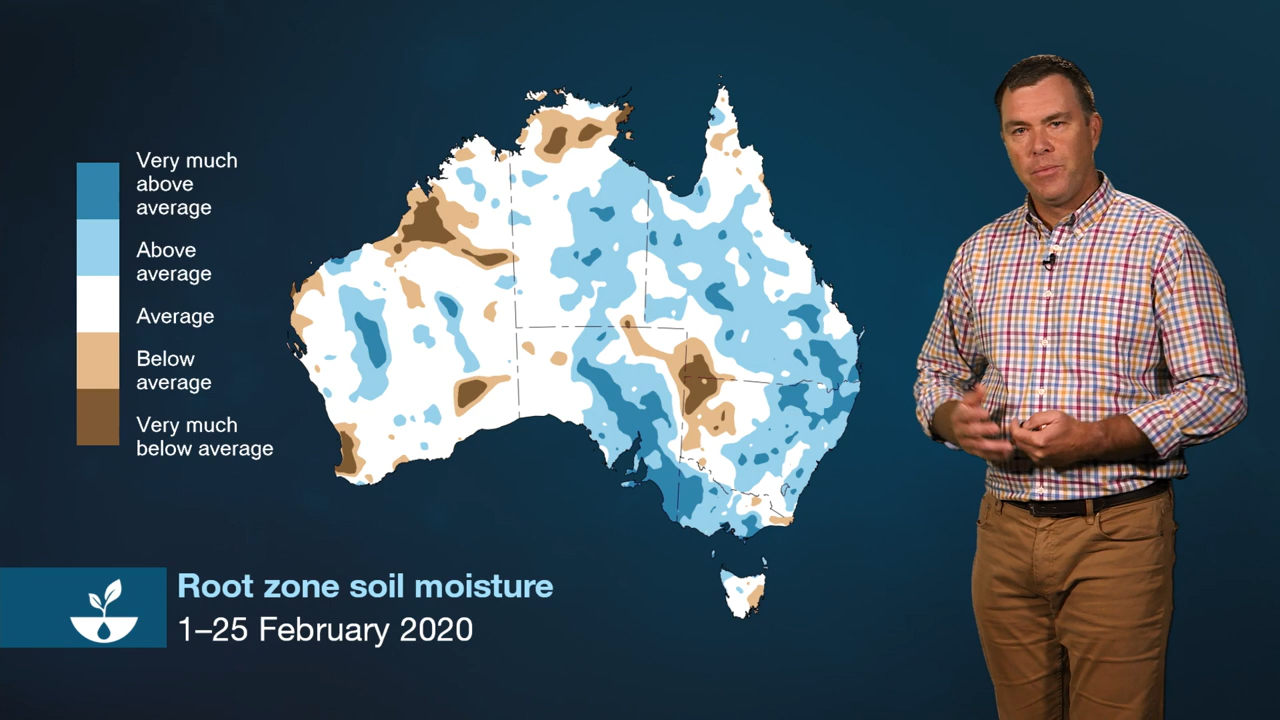 Very much
above
average
Above
average
Average
Below
average
Very much
below average
Root zone soil moisture
1–25 February 2020